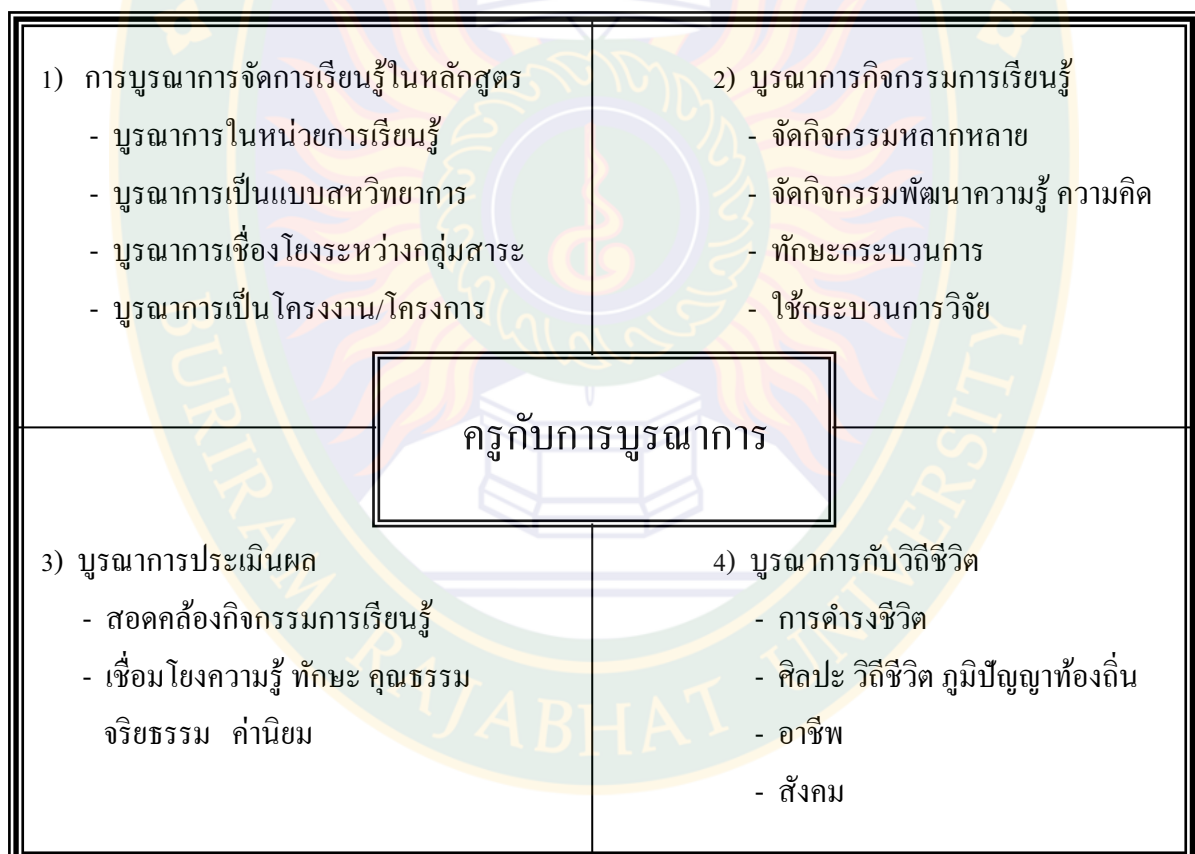 1) การบูรณาการจัดการเรียนรู้ในหลักสูตร
- บูรณาการในหน่วยการเรียนรู้
- บูรณาการเป็นแบบสหวิทยาการ
- บูรณาการเชื่องโยงระหว่างกลุ่มสาระ
- บูรณาการเป็นโครงงาน/โครงการ
2) บูรณาการกิจกรรมการเรียนรู้
- จัดกิจกรรมหลากหลาย
- จัดกิจกรรมพัฒนาความรู้ ความคิด
- ทักษะกระบวนการ
- ใช้กระบวนการวิจัย
ครูกับการบูรณาการ
3) บูรณาการประเมินผล
- สอดคล้องกิจกรรมการเรียนรู้
- เชื่อมโยงความรู้ ทักษะ คุณธรรม
จริยธรรม ค่านิยม
4) บูรณาการกับวิถีชีวิต
- การดำรงชีวิต
- ศิลปะ วิถีชีวิต ภูมิปัญญาท้องถิ่น
- อาชีพ
- สังคม
BURIRAM RAJABHAT UNIVERSITY